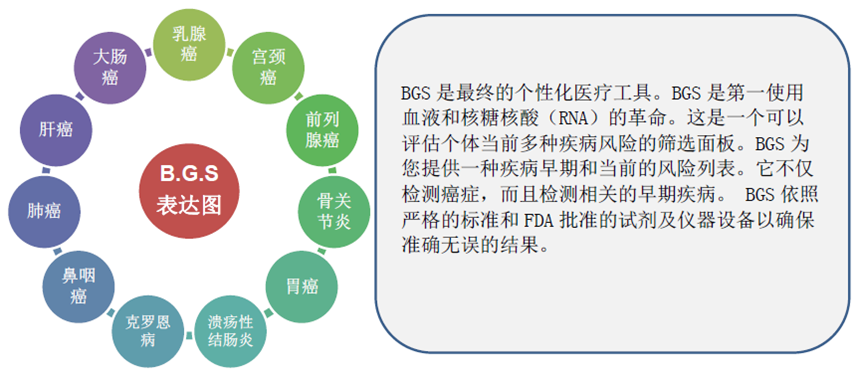 乳腺
癌
宫颈
癌
前列
腺癌
骨关
节炎
胃癌
溃疡性
结肠炎
克罗恩
病
鼻咽
癌
肺癌
肝癌
大肠
癌
B.G.S
表达图
BGS 是最终的个性化医疗工具。BGS 是第一使用
血液和核糖核酸（RNA）的革命。这是一个可以
评估个体当前多种疾病风险的筛选面板。BGS 为
您提供一种疾病早期和当前的风险列表。它不仅
检测癌症，而且检测相关的早期疾病。 BGS 依照
严格的标准和 FDA 批准的试剂及仪器设备以确保
准确无误的结果。